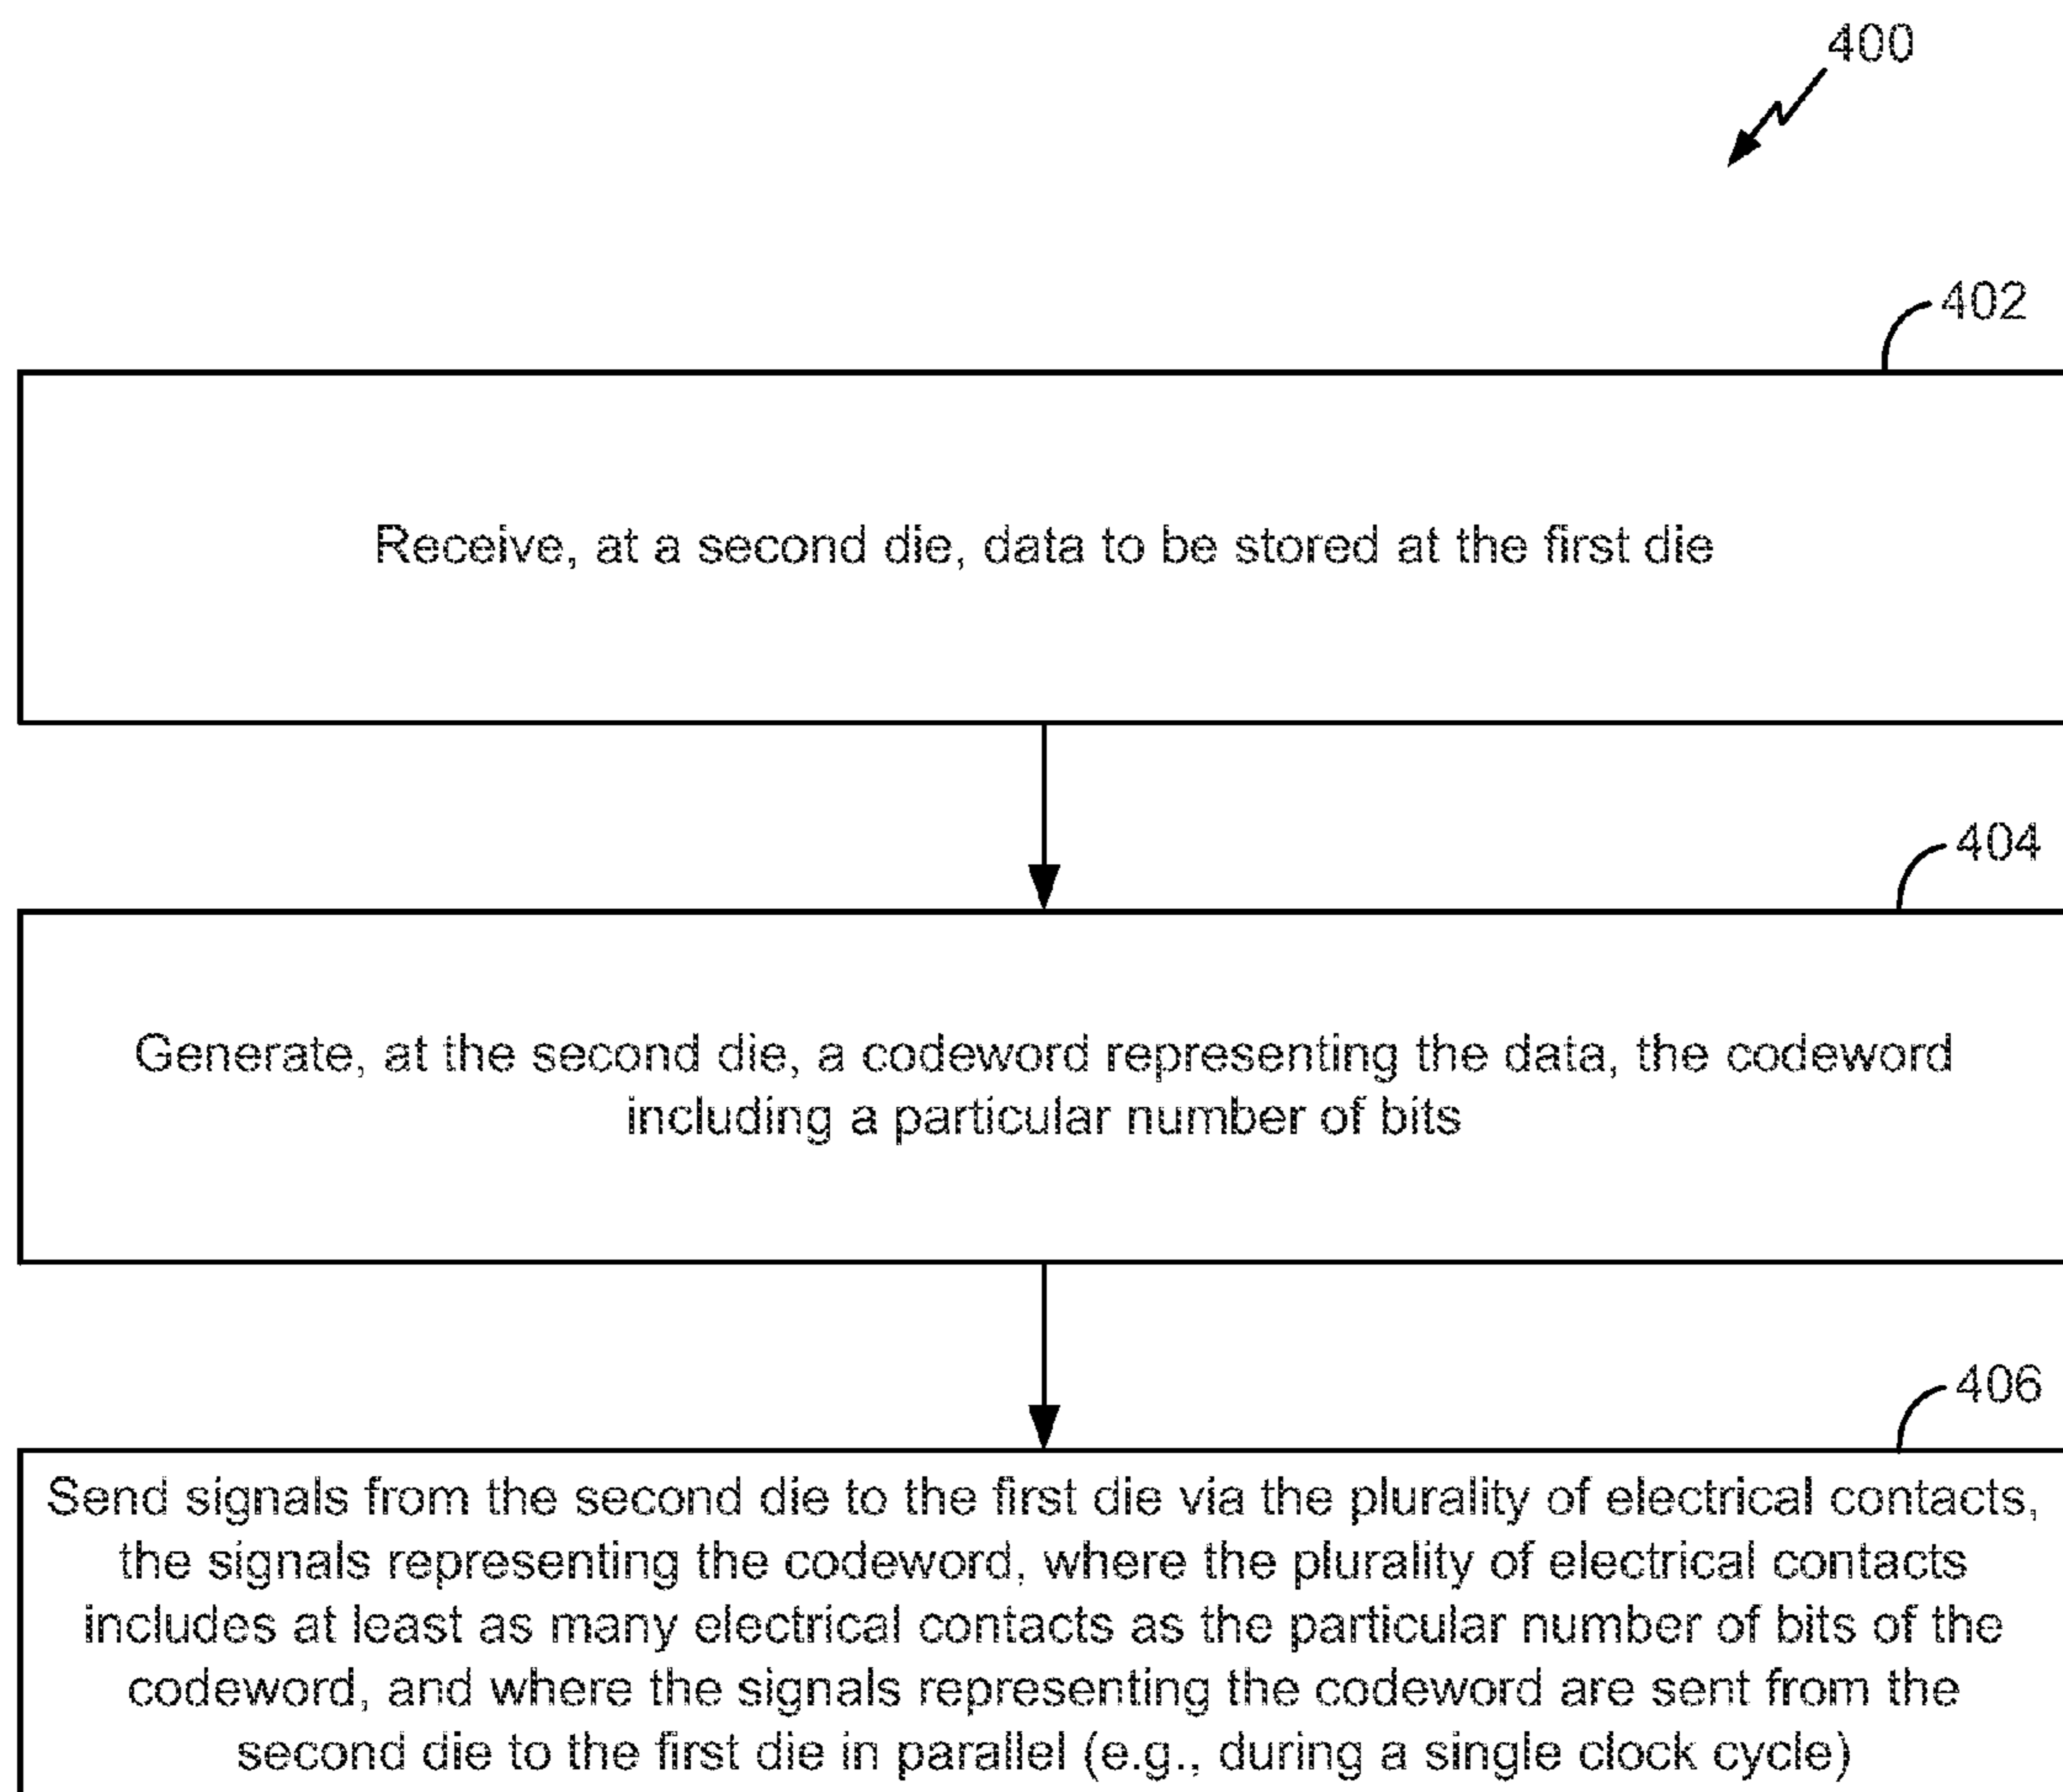 400
402
Receive, at a second die, data to be stored at the first die
404
Generate, at the second die, a codeword representing the data, the codeword
including a particular number of bits
406
Send signals from the second die to the first die via the plurality of electrical contacts,
the signals representing the codeword, where the plurality of electrical contacts
includes at least as many electrical contacts as the particular number of bits of the
codeword, and where the signals representing the codeword are sent from the
second die to the first die in parallel (e.g., during a single clock cycle)